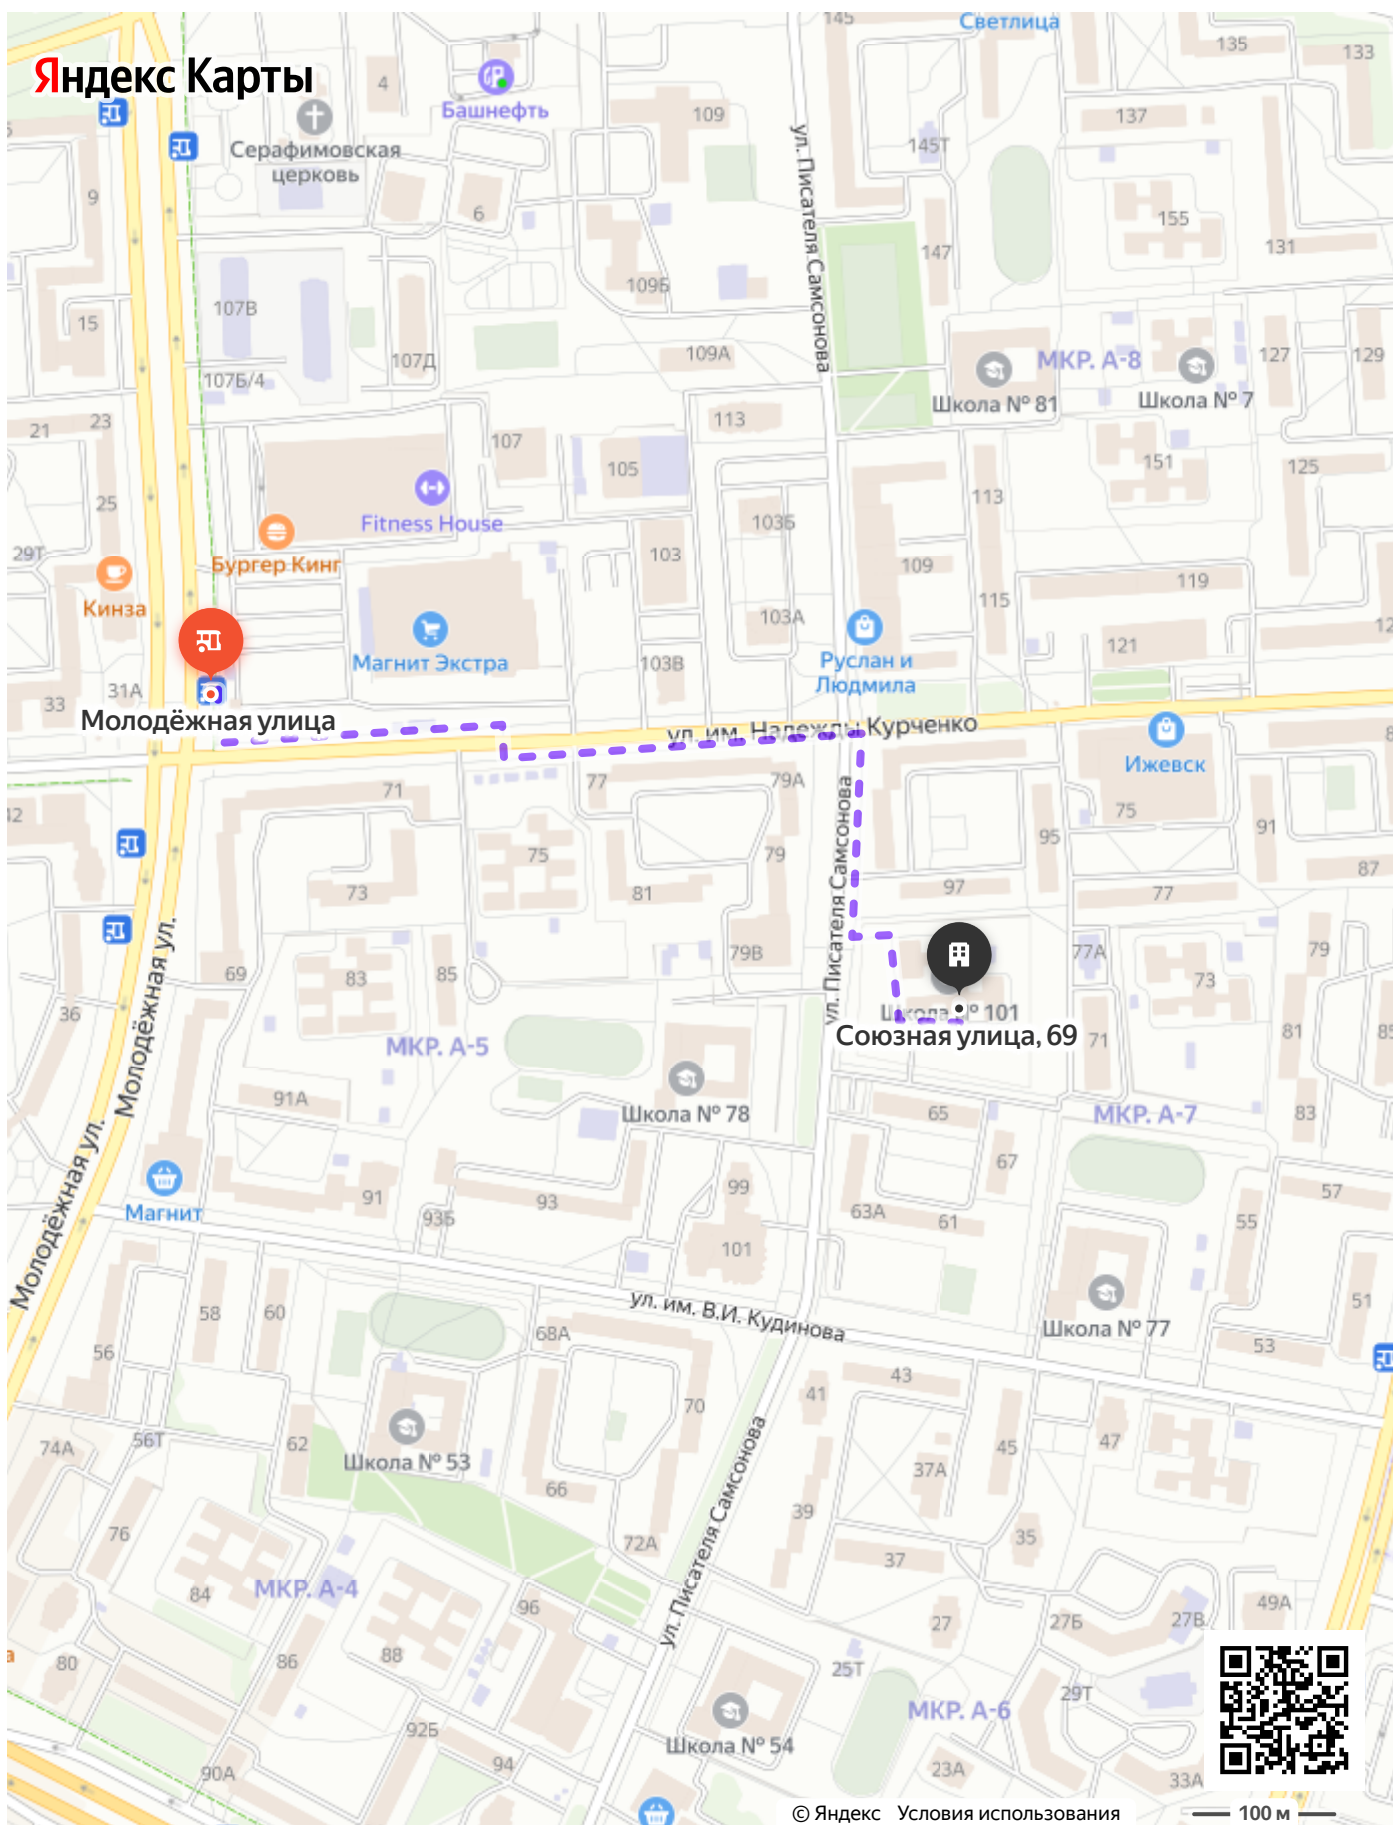 Светлица
145
135
133
Яндекс Карты
4
Башнефть
109
137
Серафимовская
церковь
ул. Писателя Самсонова
145Т
9
6
155
147
131
109Б
107В
15
109А
МКР. А-8
127
129
107Д
107Б/4
Школа № 81
Школа № 7
23
21
113
107
105
151
125
25
113
Fitness House
103Б
29Т
Бургер Кинг
103
109
119
Кинза
115
103А
121
12
Магнит Экстра
103В
Руслан и
Людмила
31А
33
Молодёжная улица
ул. им. Надежды Курченко
Ижевск
8
71
77
79А
42
75
75
79
95
91
ул. Писателя Самсонова
87
73
81
97
77
79В
77А
79
69
83
85
73
36
Школа № 101
Союзная улица, 69
71
81
85
МКР. А-5
Молодёжная ул.
91А
Школа № 78
65
МКР. А-7
83
67
Молодёжная ул.
Магнит
91
93
99
57
93Б
63А
61
55
101
58
60
ул. им. В.И. Кудинова
51
68А
Школа № 77
56
53
43
41
70
74А
56Т
62
Школа № 53
45
47
37А
66
39
76
72А
37
35
ул. Писателя Самсонова
84
МКР. А-4
96
27
27Б
27В
49А
80
86
88
25Т
29Т
МКР. А-6
92Б
Школа № 54
94
90А
23А
33А
© Яндекс Условия использования
100 м